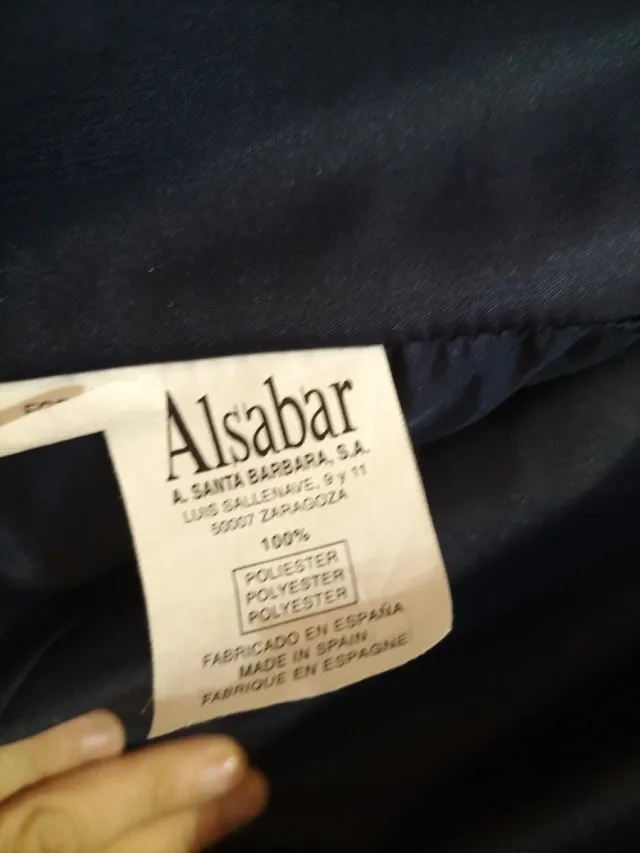 Alsabar
A. SANTA BARBARA, S.A.
LUIS SALLENAVE, 9 y 11
50007 ZARAGOZA
100%
POLIESTER
POLYESTER
POLYESTER
FABRICADO EN ESPAÑA
MADE IN SPAIN
FABRIQUE EN ESPAGNE